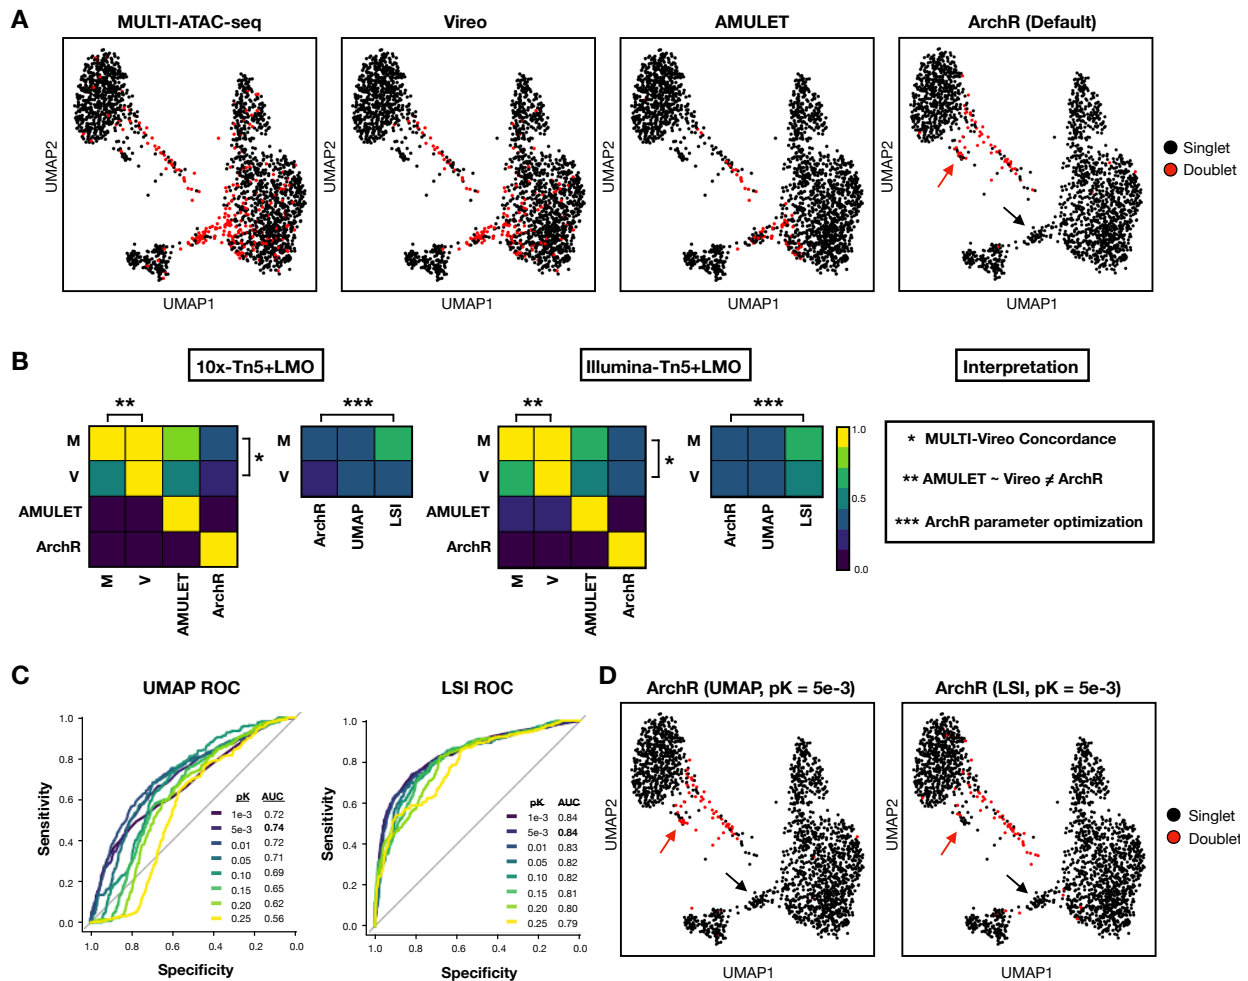 A
MULTI-ATAC-seq
Vireo
AMULET
ArchR (Default)
UMAP2
UMAP2
UMAP2
UMAP2
UMAP1
UMAP1
UMAP1
UMAP1
Singlet
Doublet
B
10x-Tn5+LMO
Illumina-Tn5+LMO
Interpretation
**
***
**
***
M
V
AMULET
ArchR
*
M
V
M
V
AMULET
ArchR
*
M
V
1.0
0.5
0.0
M
V
AMULET
ArchR
ArchR
UMAP
LSI
M
V
AMULET
ArchR
ArchR
UMAP
LSI
* MULTI-Vireo Concordance
** AMULET ~ Vireo ≠ ArchR
*** ArchR parameter optimization
C
UMAP ROC
Sensitivity
1.0
0.8
0.6
0.4
0.2
0.0
pK AUC
1e-3 0.72
5e-3 0.74
0.01 0.72
0.05 0.71
0.10 0.69
0.15 0.65
0.20 0.62
0.25 0.56
1.0 0.8 0.6 0.4 0.2 0.0
Specificity
LSI ROC
Sensitivity
1.0
0.8
0.6
0.4
0.2
0.0
pK AUC
1e-3 0.84
5e-3 0.84
0.01 0.83
0.05 0.82
0.10 0.82
0.15 0.81
0.20 0.80
0.25 0.79
1.0 0.8 0.6 0.4 0.2 0.0
Specificity
D
ArchR (UMAP, pK = 5e-3)
ArchR (LSI, pK = 5e-3)
UMAP2
UMAP2
UMAP1
UMAP1
Singlet
Doublet